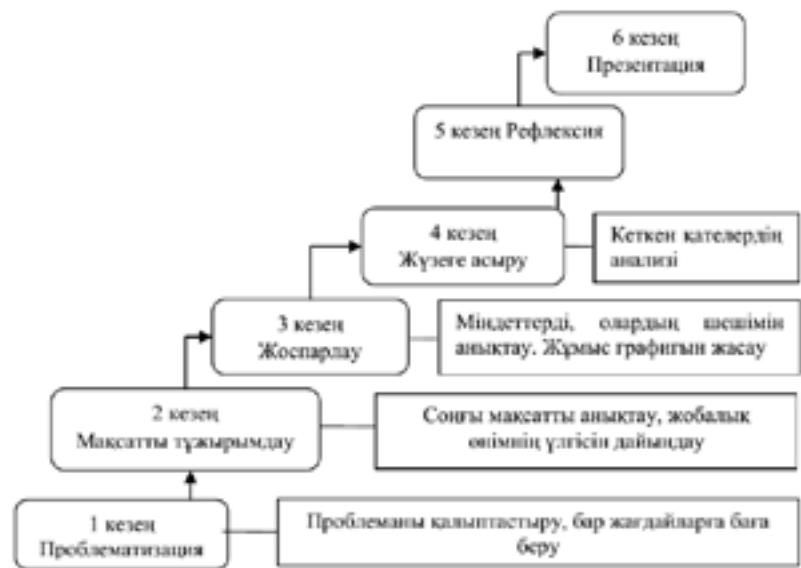 6 кезең
Презентация
5 кезең Рефлексия
4 кезең
Жүзеге асыру
Кеткен қателердің
анализі
3 кезең
Жоспарлау
Міндеттерді, олардың шешімін
анықтау. Жұмыс графигын жасау
2 кезең
Мақсатты тұжырымдау
Соңғы мақсатты анықтау, жобалық
өнімнің үлгісін дайындау
1 кезең
Проблематизация
Проблеманы қалыптастыру, бар жағдайларға баға
беру